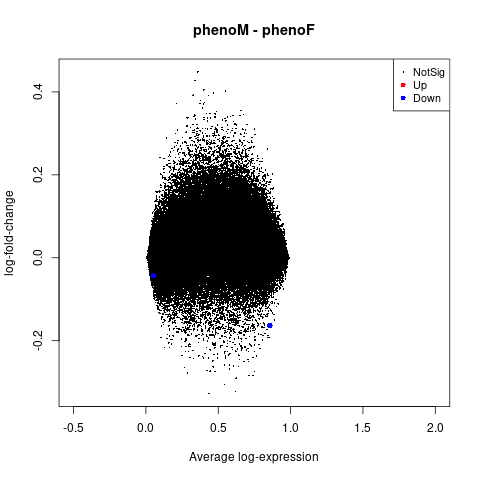 phenoM - phenoF
NotSig
Up
Down
log-fold-change
0.4
0.2
0.0
-0.2
-0.5
0.0
0.5
1.0
1.5
2.0
Average log-expression